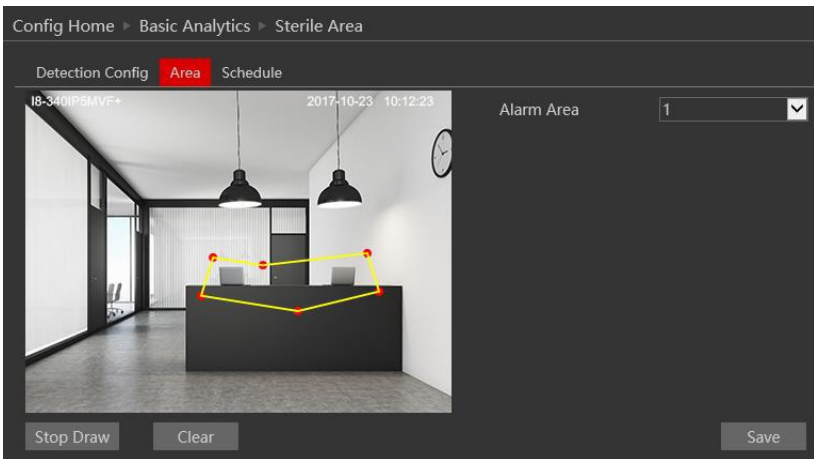 Config Home ▶ Basic Analytics ▶ Sterile Area
Detection Config Area Schedule
I8-340IP5MVF+ 2017-10-23 10:12:23
Alarm Area 1
Stop Draw Clear Save